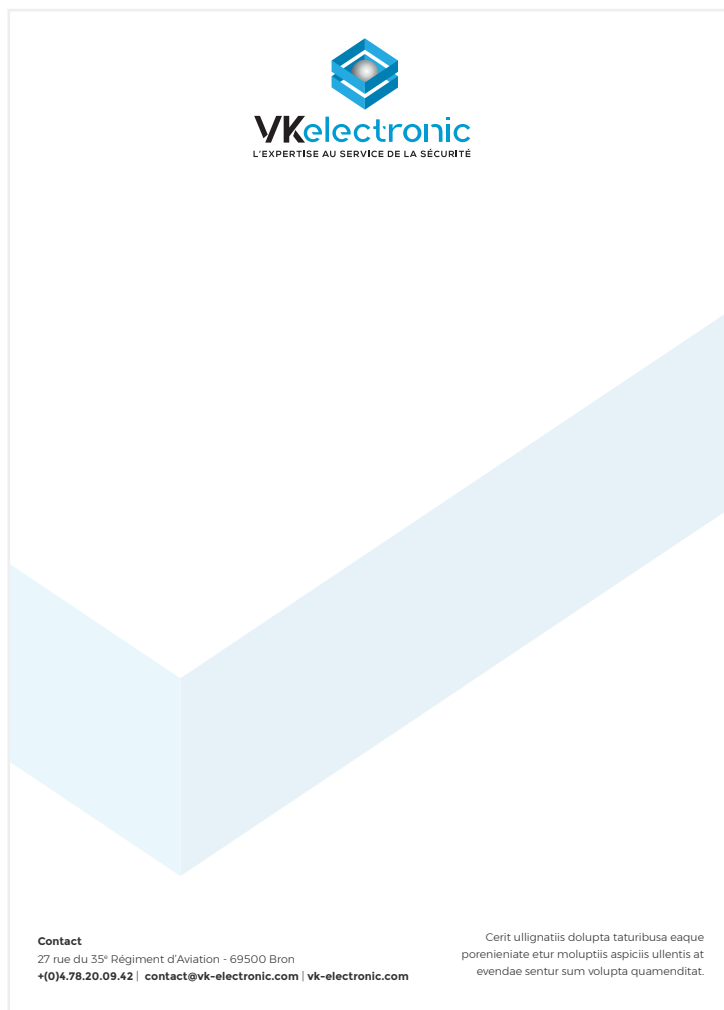 VKelectronic
L'EXPERTISE AU SERVICE DE LA SÉCURITÉ
Contact
27 rue du 35e Régiment d'Aviation - 69500 Bron
+(0)4.78.20.09.42 | contact@vk-electronic.com | vk-electronic.com
Cerit ullignatiis dolupta taturibusa eaque
porenieniate etur moluptiis aspiciis ullentis at
evendae sentur sum volupta quamenditat.